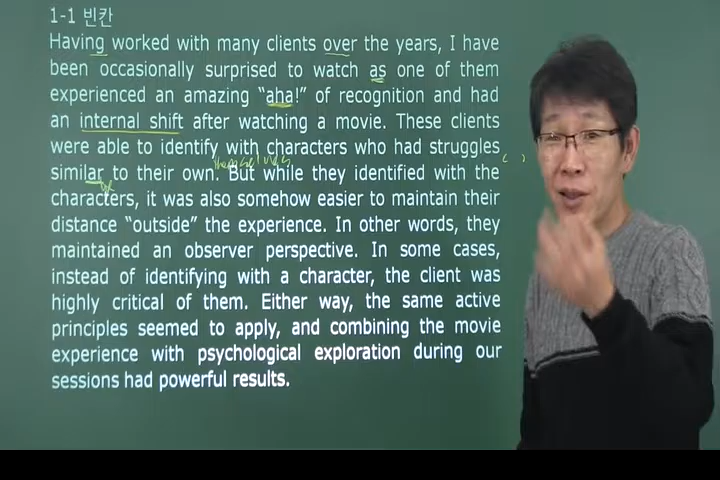 1-1 빈칸
Having worked with many clients over the years, I have
been occasionally surprised to watch as one of them
experienced an amazing “aha!” of recognition and had
an internal shift after watching a movie. These clients
were able to identify with characters who had struggles
themselves
similar to their own. But while they identified with the
characters, it was also somehow easier to maintain their
distance “outside” the experience. In other words, they
maintained an observer perspective. In some cases,
instead of identifying with a character, the client was
highly critical of them. Either way, the same active
principles seemed to apply, and combining the movie
experience with psychological exploration during our
sessions had powerful results.